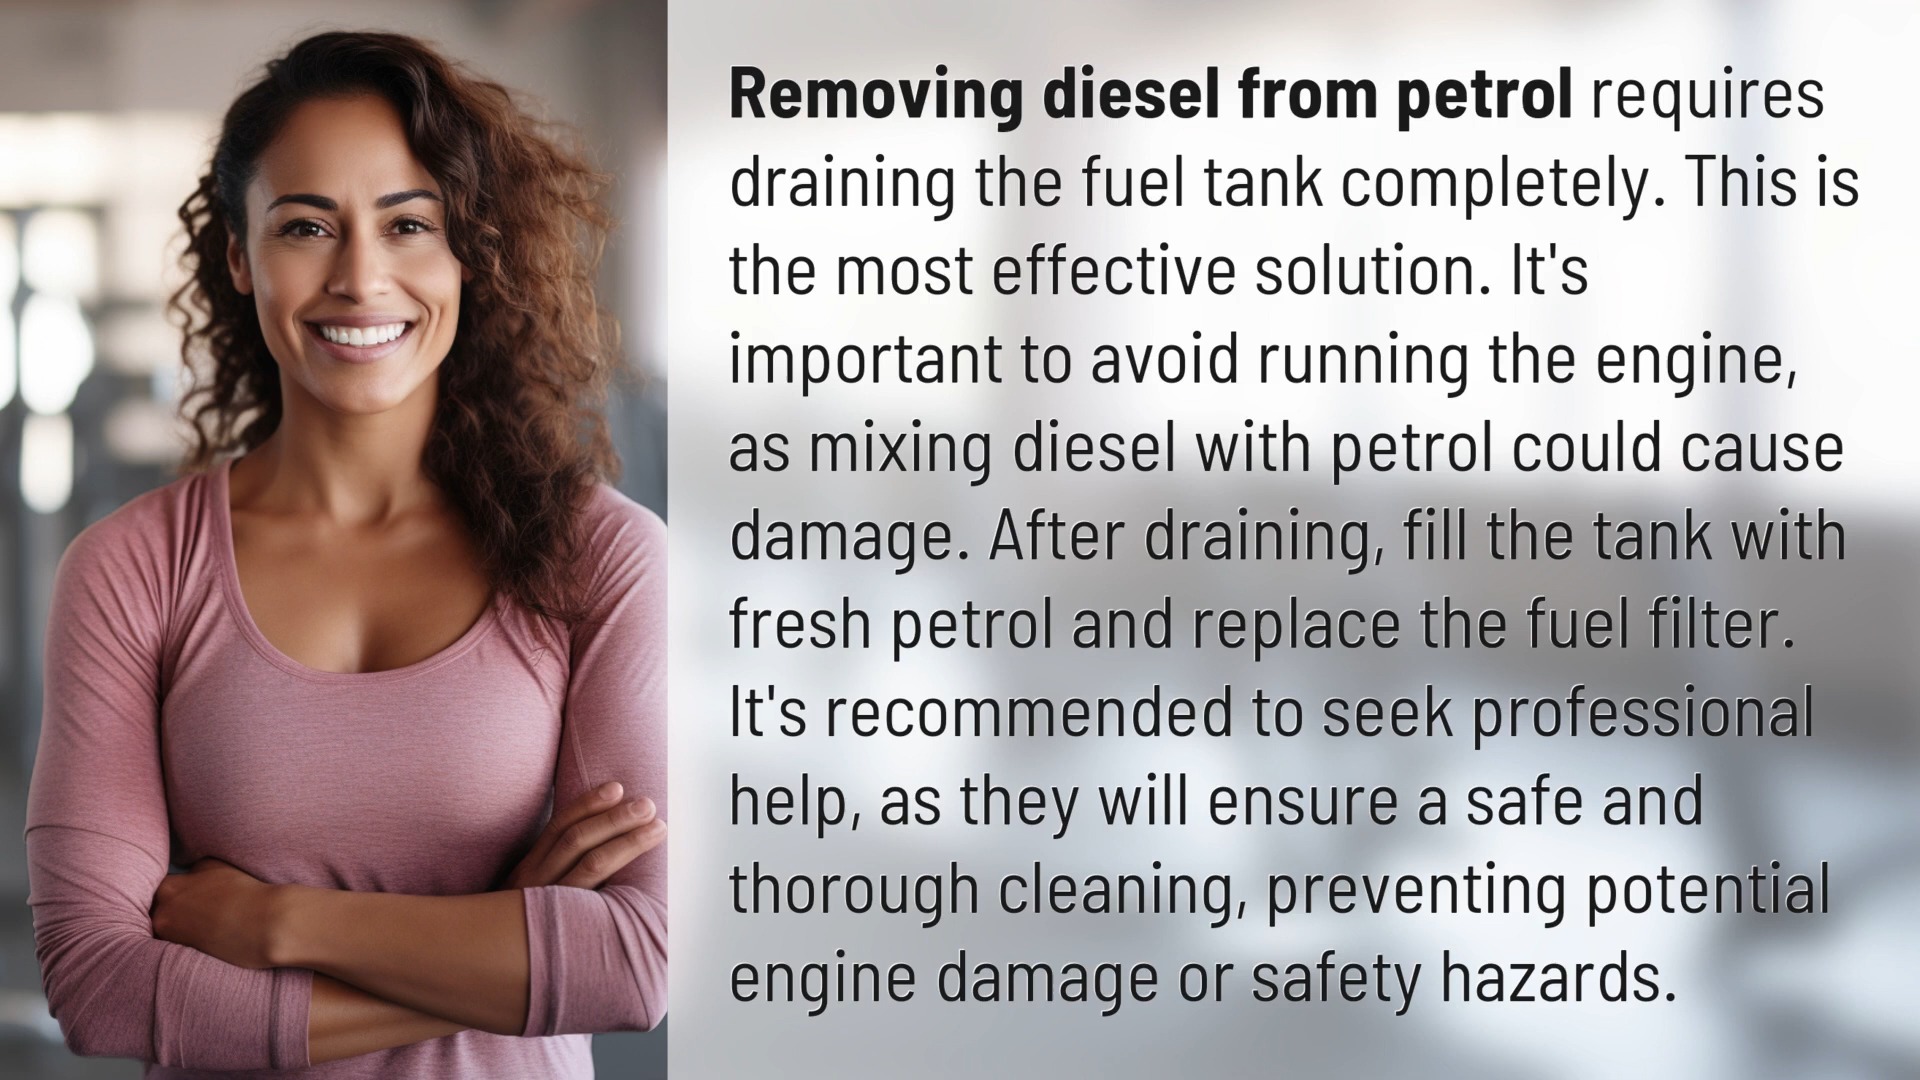 Removing diesel from petrol requires
draining the fuel tank completely. This is
the most effective solution. It's
important to avoid running the engine,
as mixing diesel with petrol could cause
damage. After draining, fill the tank with
fresh petrol and replace the fuel filter.
It's recommended to seek professional
help, as they will ensure a safe and
thorough cleaning, preventing potential
engine damage or safety hazards.